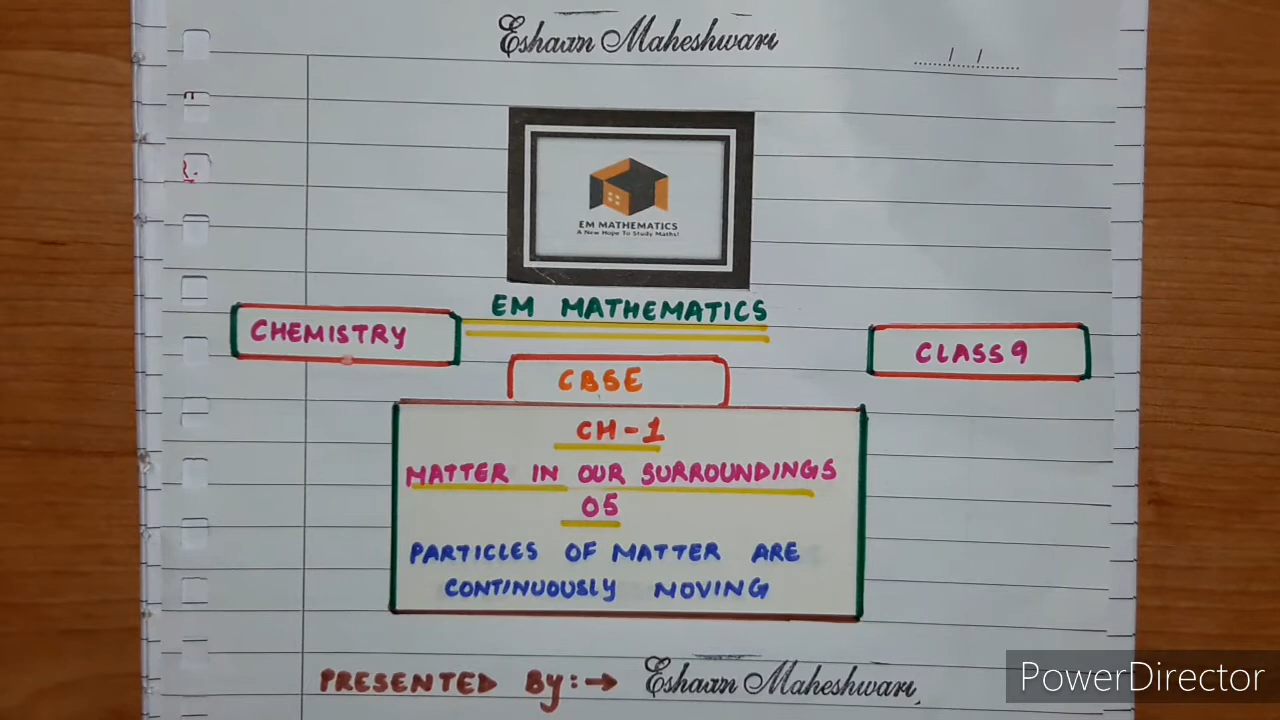 Eshaan Maheshwari
EM MATHEMATICS
A New Hope To Study Maths!
EM MATHEMATICS
CHEMISTRY
CLASS 9
CBSE
CH-1
MATTER IN OUR SURROUNDINGS
05
PARTICLES OF MATTER ARE
CONTINUOUSLY MOVING
PRESENTED BY:→ Eshaan Maheshwari
PowerDirector